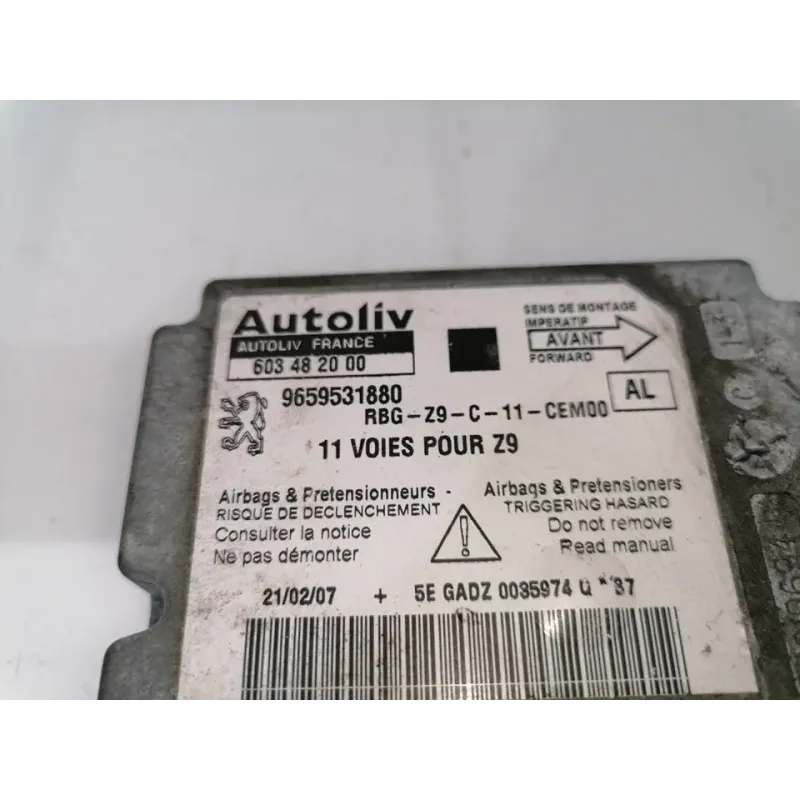 Autoliv
AUTOLIV FRANCE
603 48 20 00
SENS DE MONTAGE
IMPERATIF
AVANT
FORWARD
9659531880
RBG-Z9-C-11-CEM00
AL
11 VOIES POUR Z9
Airbags & Pretensionneurs -
RISQUE DE DECLENCHEMENT
Consulter la notice
Ne pas démonter
Airbags & Pretensioners
TRIGGERING HASARD
Do not remove
Read manual
21/02/07 + 5E GADZ 0035974 U * 37